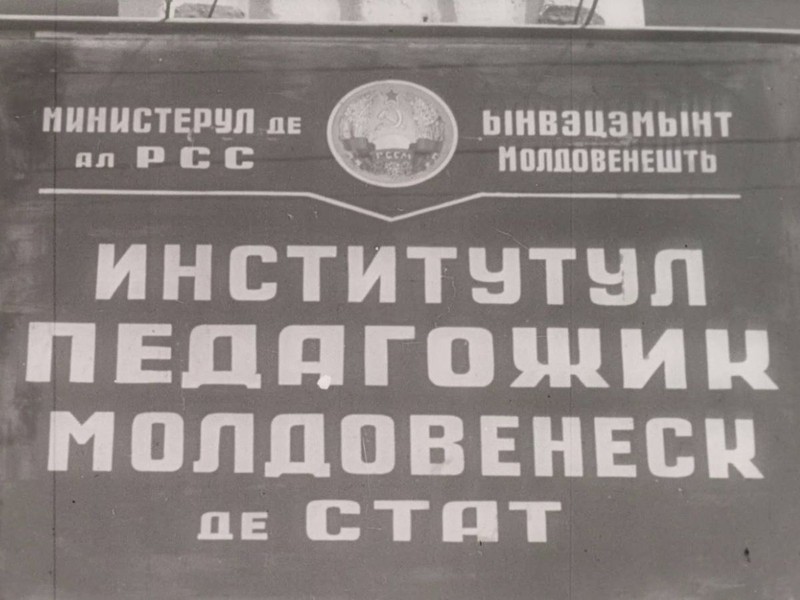 МИНИСТЕРУЛ ДЕ ЫНВЭЦЭМЫНТ
АЛ РСС МОЛДОВЕНЕШТЬ
РССМ
ИНСТИТУТУЛ
ПЕДАГОЖИК
МОЛДОВЕНЕСК
ДЕ СТАТ